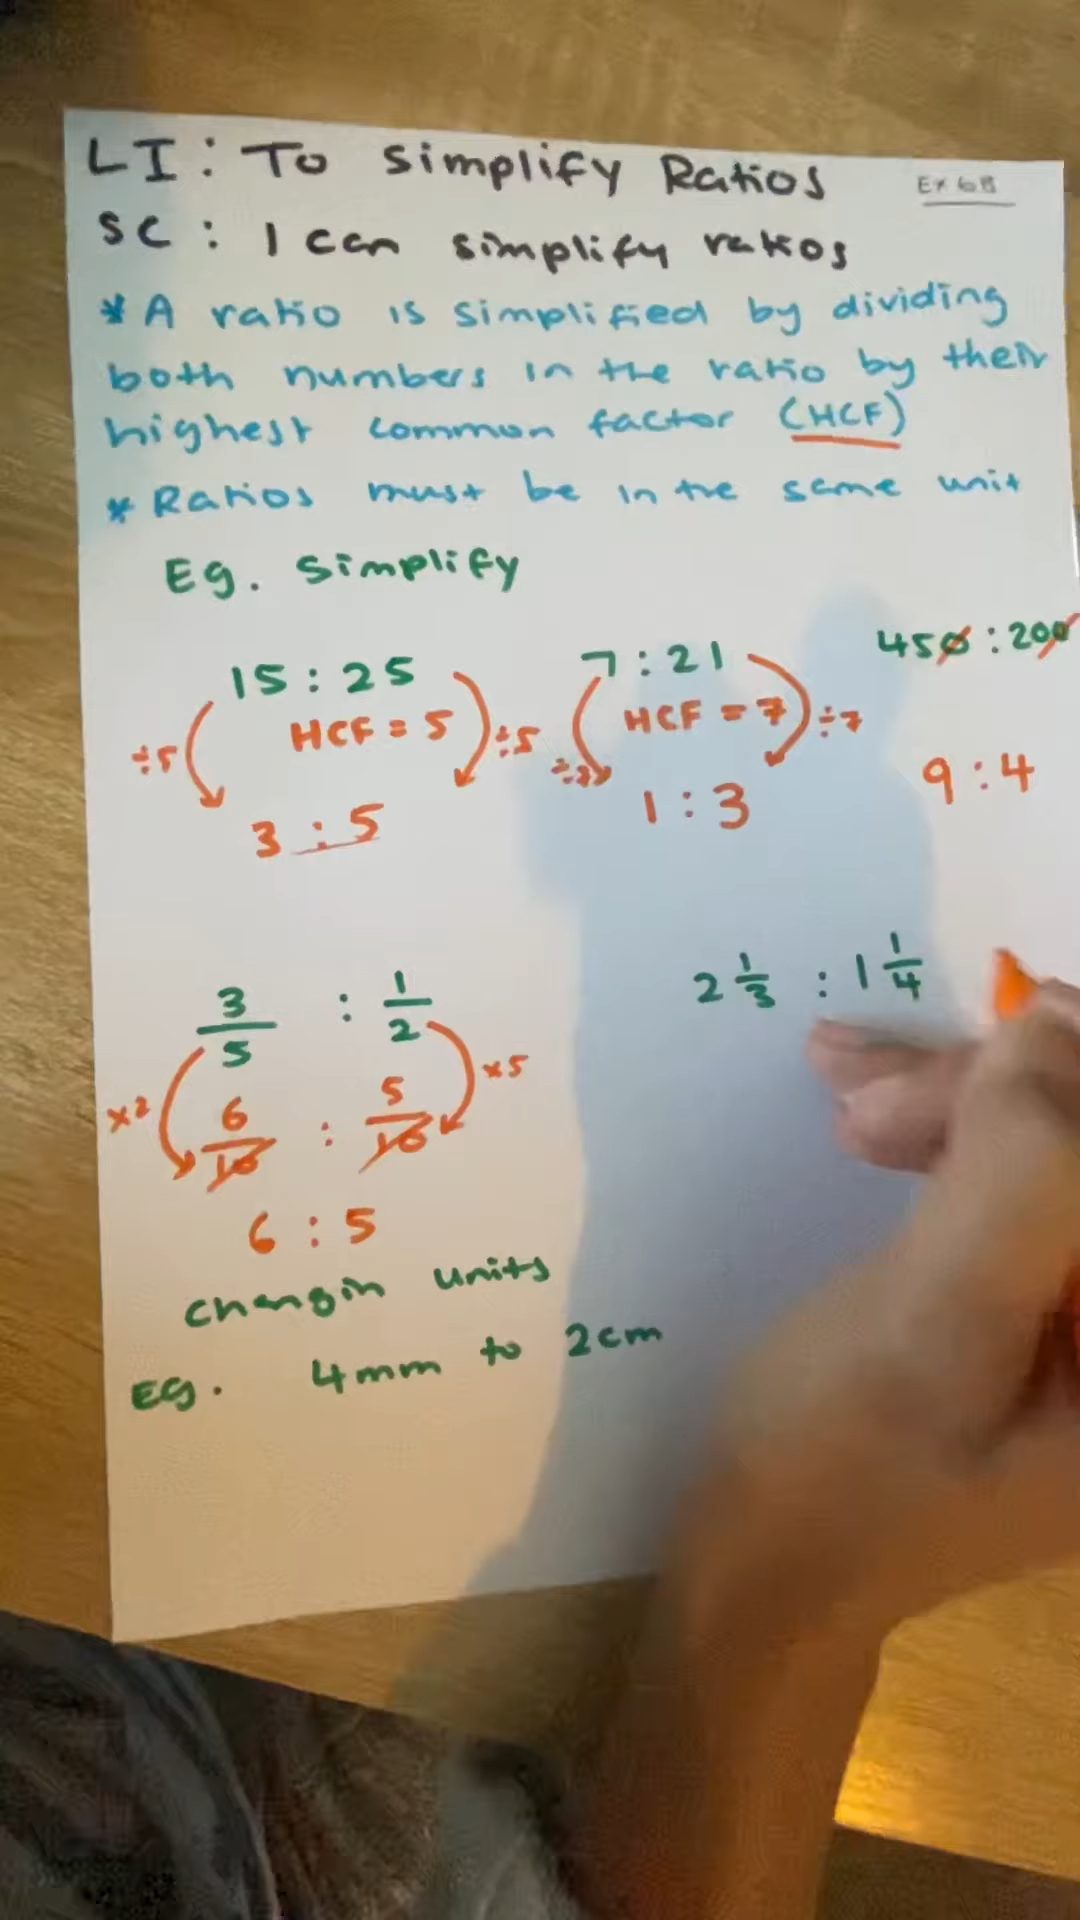 LI: To simplify Ratios
Ex 6B
SC: I can simplify ratios
* A ratio is simplified by dividing
both numbers in the ratio by their
highest common factor (HCF)
* Ratios must be in the same unit
Eg. Simplify
15:25
7:21
450:200
HCF = 5
÷5
÷5
HCF = 7
÷7
÷7
3:5
1:3
9:4
3/5 : 1/2
2 1/3 : 1 1/4
×2
×5
6/10 : 5/10
6:5
changin units
EG. 4mm to 2cm